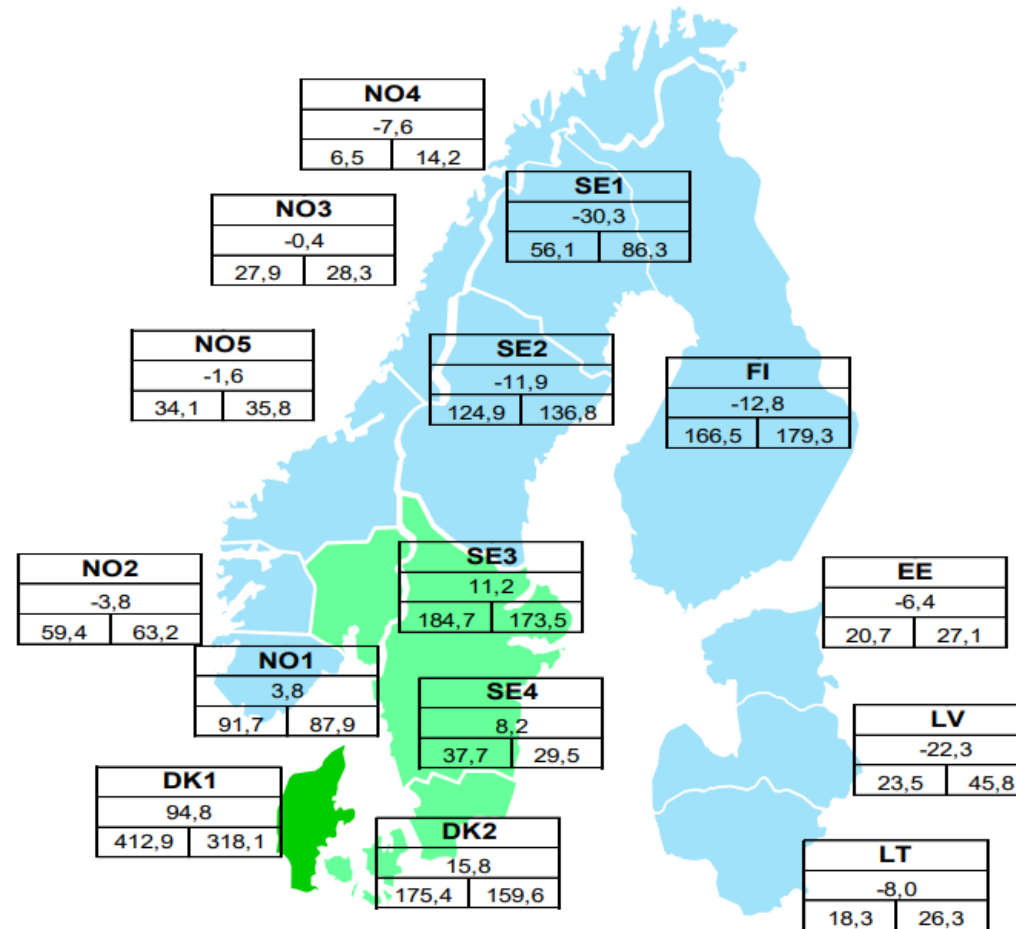 NO4
-7,6
6,5 14,2
SE1
-30,3
56,1 86,3
NO3
-0,4
27,9 28,3
NO5
-1,6
34,1 35,8
SE2
-11,9
124,9 136,8
FI
-12,8
166,5 179,3
SE3
11,2
184,7 173,5
NO2
-3,8
59,4 63,2
EE
-6,4
20,7 27,1
NO1
3,8
91,7 87,9
SE4
8,2
37,7 29,5
LV
-22,3
23,5 45,8
DK1
94,8
412,9 318,1
DK2
15,8
175,4 159,6
LT
-8,0
18,3 26,3